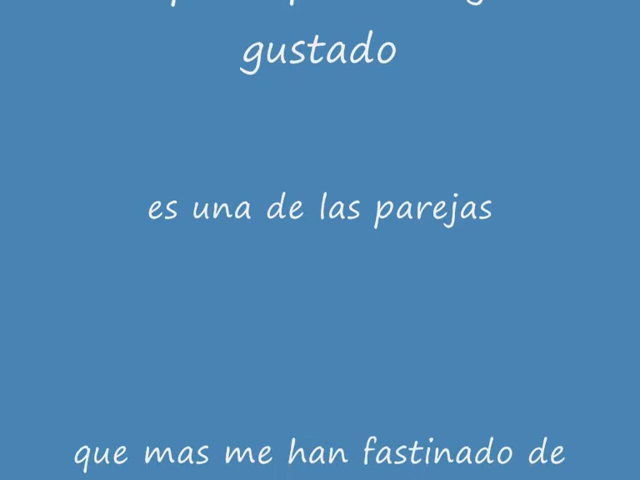 gustado
es una de las parejas
que mas me han fastinado de